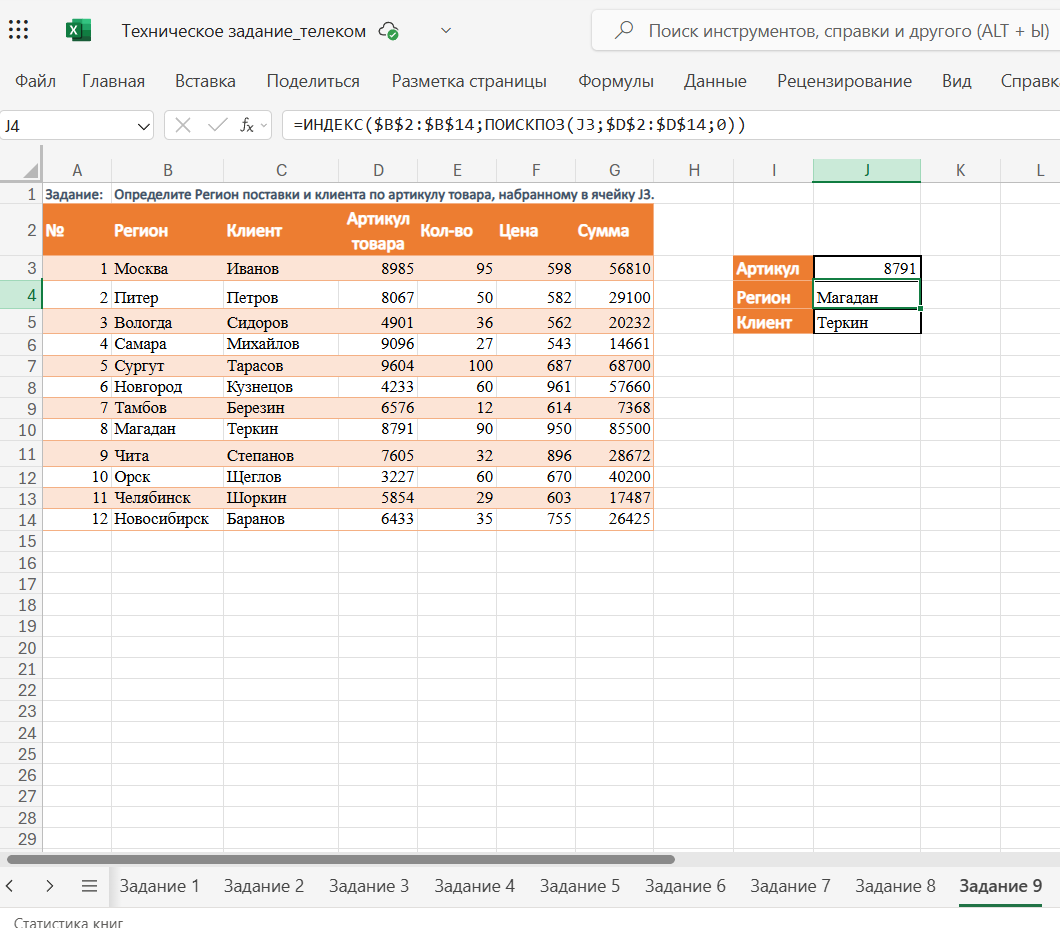 Техническое задание_телеком
Поиск инструментов, справки и другого (ALT + Ы)
Файл Главная Вставка Поделиться Разметка страницы Формулы Данные Рецензирование Вид Справка
J4 fx =ИНДЕКС($B$2:$B$14;ПОИСКПОЗ(J3;$D$2:$D$14;0))
A B C D E F G H I J K L
1 Задание: Определите Регион поставки и клиента по артикулу товара, набранному в ячейку J3.
2 № Регион Клиент Артикул товара Кол-во Цена Сумма
3 1 Москва Иванов 8985 95 598 56810 Артикул 8791
4 2 Питер Петров 8067 50 582 29100 Регион Магадан
5 3 Вологда Сидоров 4901 36 562 20232 Клиент Теркин
6 4 Самара Михайлов 9096 27 543 14661
7 5 Сургут Тарасов 9604 100 687 68700
8 6 Новгород Кузнецов 4233 60 961 57660
9 7 Тамбов Березин 6576 12 614 7368
10 8 Магадан Теркин 8791 90 950 85500
11 9 Чита Степанов 7605 32 896 28672
12 10 Орск Щеглов 3227 60 670 40200
13 11 Челябинск Шоркин 5854 29 603 17487
14 12 Новосибирск Баранов 6433 35 755 26425
15
16
17
18
19
20
21
22
23
24
25
26
27
28
29
Задание 1 Задание 2 Задание 3 Задание 4 Задание 5 Задание 6 Задание 7 Задание 8 Задание 9
Статистика книг